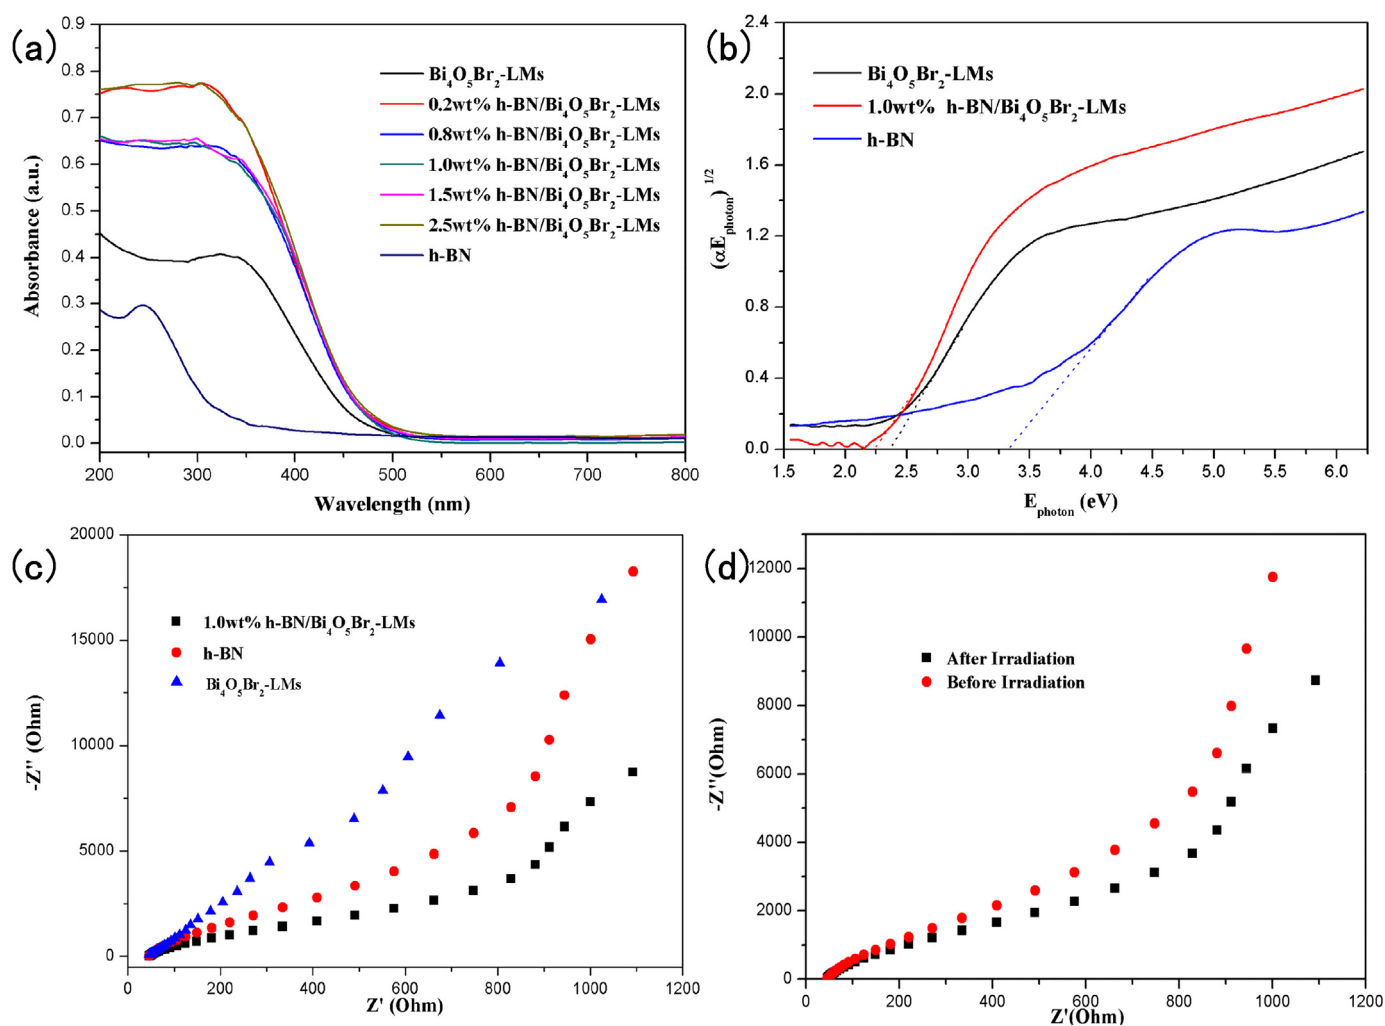 (a)
0.9
0.8
0.7
0.6
0.5
0.4
0.3
0.2
0.1
0.0
Absorbance (a.u.)
Bi₄O₅Br₂-LMs
0.2wt% h-BN/Bi₄O₅Br₂-LMs
0.8wt% h-BN/Bi₄O₅Br₂-LMs
1.0wt% h-BN/Bi₄O₅Br₂-LMs
1.5wt% h-BN/Bi₄O₅Br₂-LMs
2.5wt% h-BN/Bi₄O₅Br₂-LMs
h-BN
200 300 400 500 600 700 800
Wavelength (nm)
(b)
2.4
2.0
1.6
1.2
0.8
0.4
0.0
(αE_photon)^1/2
Bi₄O₅Br₂-LMs
1.0wt% h-BN/Bi₄O₅Br₂-LMs
h-BN
1.5 2.0 2.5 3.0 3.5 4.0 4.5 5.0 5.5 6.0
E_photon (eV)
(c)
20000
15000
10000
5000
0
-Z'' (Ohm)
1.0wt% h-BN/Bi₄O₅Br₂-LMs
h-BN
Bi₄O₅Br₂-LMs
0 200 400 600 800 1000 1200
Z' (Ohm)
(d)
12000
10000
8000
6000
4000
2000
0
-Z''(Ohm)
After Irradiation
Before Irradiation
0 200 400 600 800 1000 1200
Z'(Ohm)